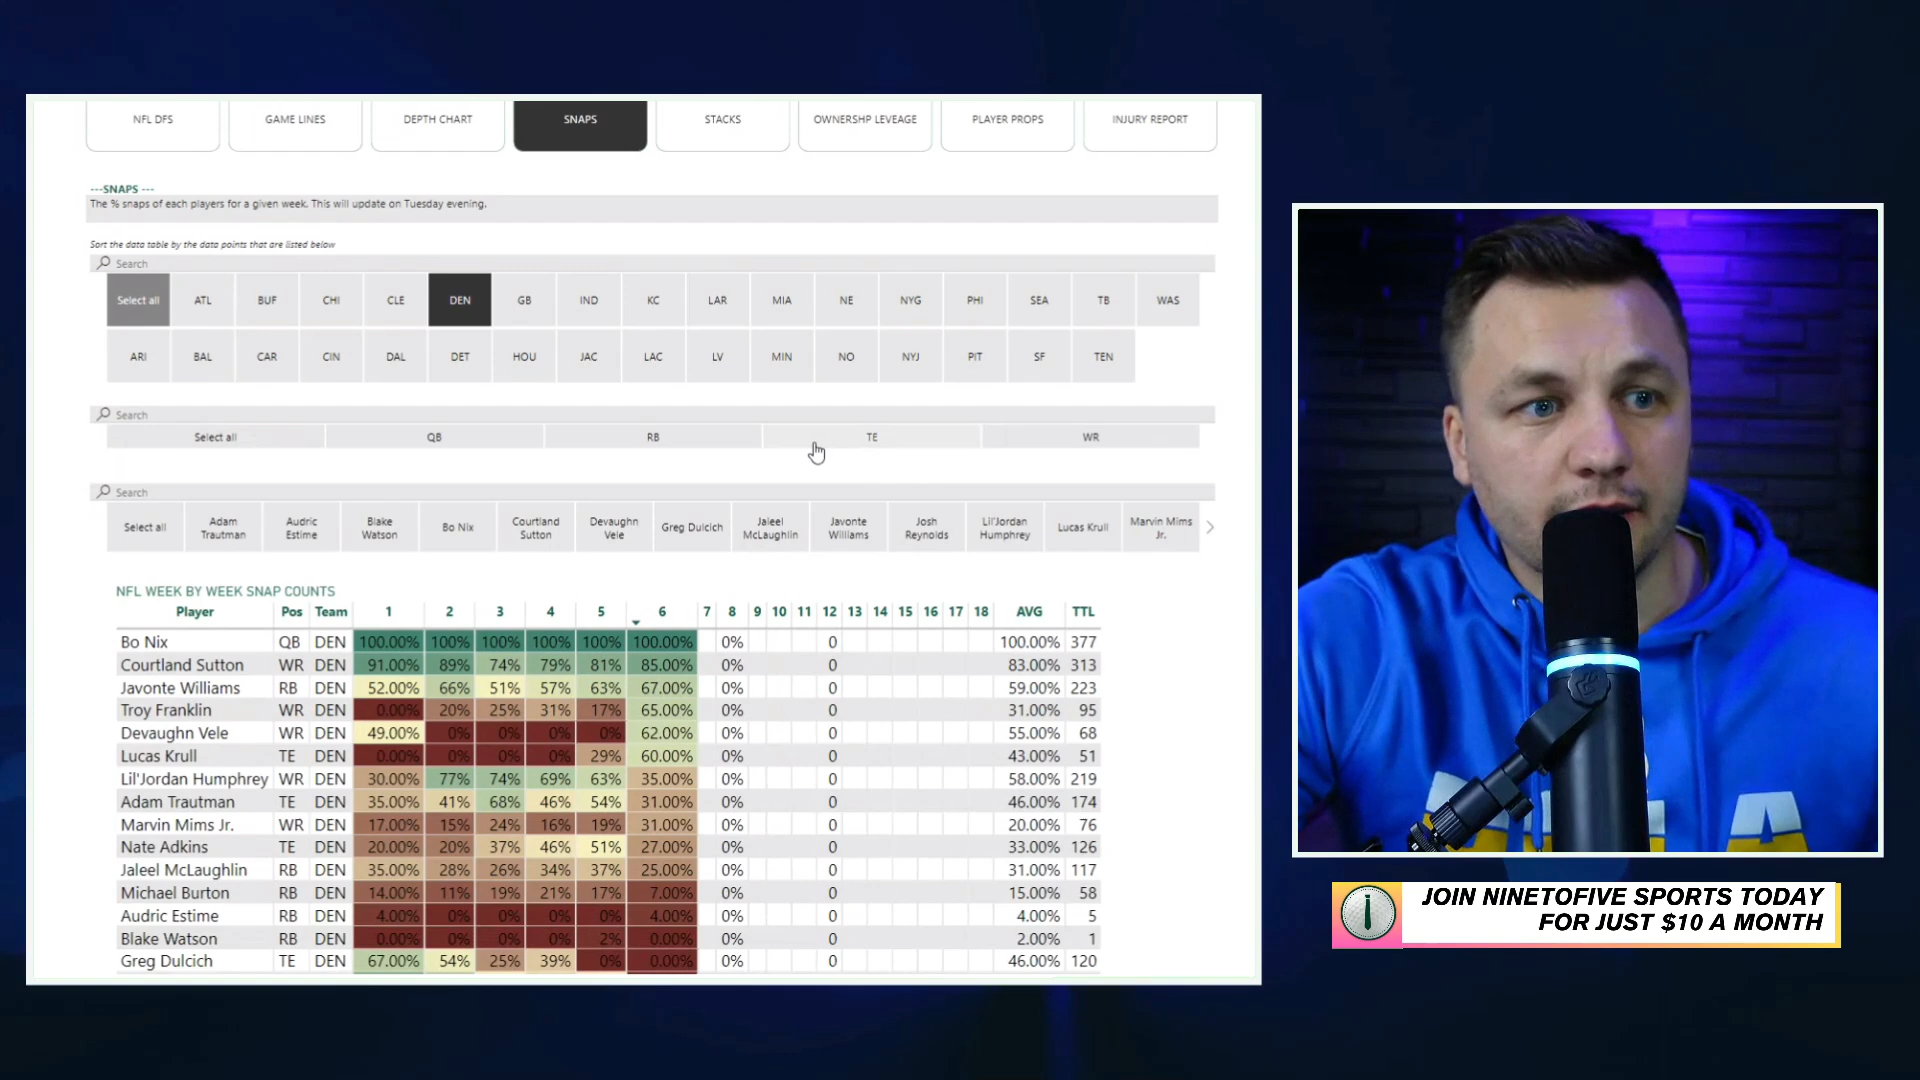 NFL DFS GAME LINES DEPTH CHART SNAPS STACKS OWNERSHP LEVEAGE PLAYER PROPS INJURY REPORT
---SNAPS ---
The % snaps of each players for a given week. This will update on Tuesday evening.
Sort the data table by the data points that are listed below
Search
Select all ATL BUF CHI CLE DEN GB IND KC LAR MIA NE NYG PHI SEA TB WAS
ARI BAL CAR CIN DAL DET HOU JAC LAC LV MIN NO NYJ PIT SF TEN
Search
Select all QB RB TE WR
Search
Select all Adam Trautman Audric Estime Blake Watson Bo Nix Courtland Sutton Devaughn Vele Greg Dulcich Jaleel McLaughlin Javonte Williams Josh Reynolds Lil'Jordan Humphrey Lucas Krull Marvin Mims Jr.
NFL WEEK BY WEEK SNAP COUNTS
Player Pos Team 1 2 3 4 5 6 7 8 9 10 11 12 13 14 15 16 17 18 AVG TTL
Bo Nix QB DEN 100.00% 100% 100% 100% 100% 100.00% 0% 0 100.00% 377
Courtland Sutton WR DEN 91.00% 89% 74% 79% 81% 85.00% 0% 0 83.00% 313
Javonte Williams RB DEN 52.00% 66% 51% 57% 63% 67.00% 0% 0 59.00% 223
Troy Franklin WR DEN 0.00% 20% 25% 31% 17% 65.00% 0% 0 31.00% 95
Devaughn Vele WR DEN 49.00% 0% 0% 0% 0% 62.00% 0% 0 55.00% 68
Lucas Krull TE DEN 0.00% 0% 0% 0% 29% 60.00% 0% 0 43.00% 51
Lil'Jordan Humphrey WR DEN 30.00% 77% 74% 69% 63% 35.00% 0% 0 58.00% 219
Adam Trautman TE DEN 35.00% 41% 68% 46% 54% 31.00% 0% 0 46.00% 174
Marvin Mims Jr. WR DEN 17.00% 15% 24% 16% 19% 31.00% 0% 0 20.00% 76
Nate Adkins TE DEN 20.00% 20% 37% 46% 51% 27.00% 0% 0 33.00% 126
Jaleel McLaughlin RB DEN 35.00% 28% 26% 34% 37% 25.00% 0% 0 31.00% 117
Michael Burton RB DEN 14.00% 11% 19% 21% 17% 7.00% 0% 0 15.00% 58
Audric Estime RB DEN 4.00% 0% 0% 0% 0% 4.00% 0% 0 4.00% 5
Blake Watson RB DEN 0.00% 0% 0% 0% 2% 0.00% 0% 0 2.00% 1
Greg Dulcich TE DEN 67.00% 54% 25% 39% 0% 0.00% 0% 0 46.00% 120
JOIN NINETOFIVE SPORTS TODAY
FOR JUST $10 A MONTH